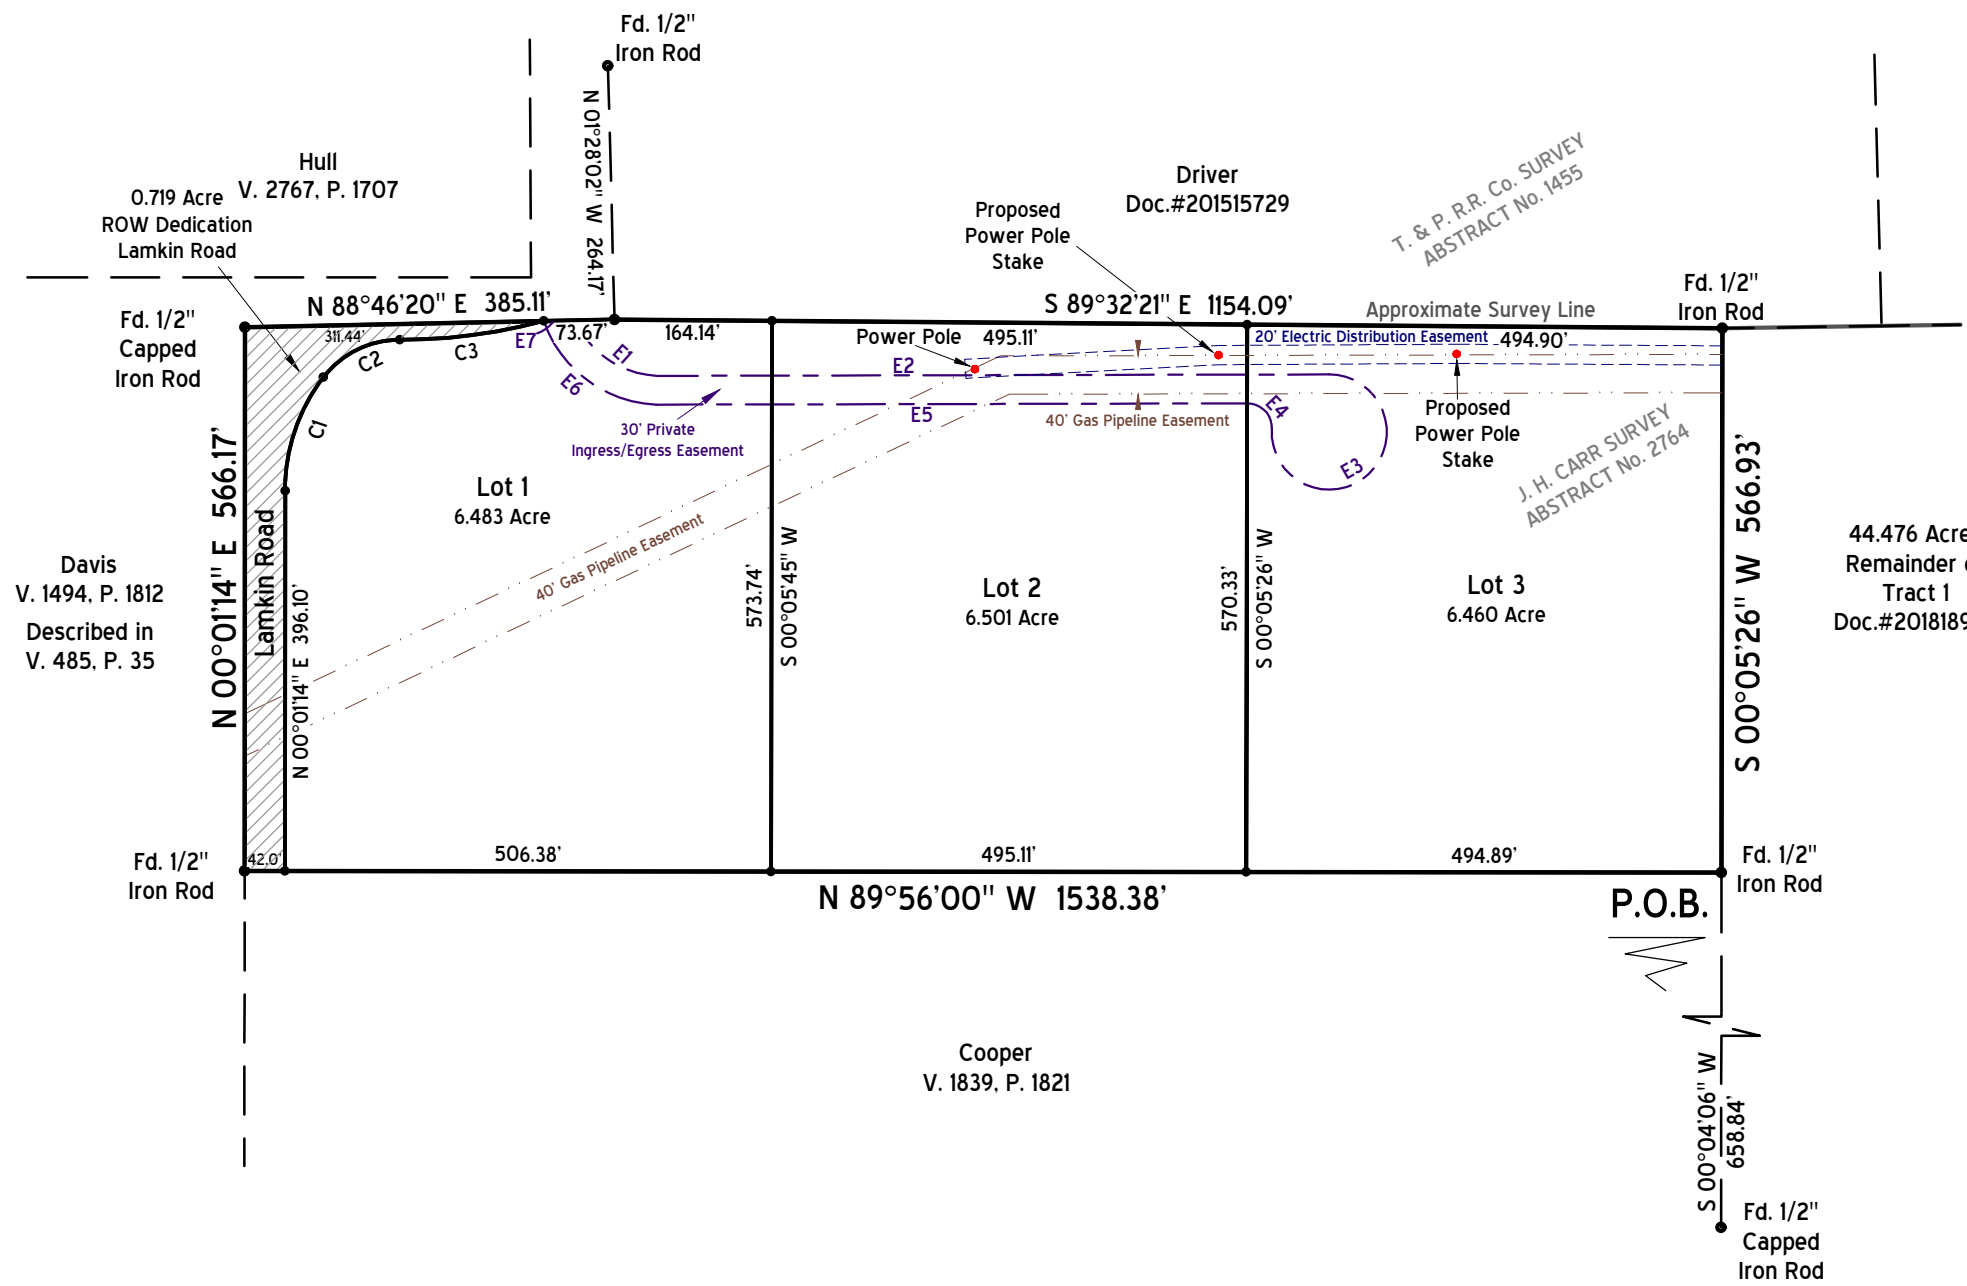 Fd. 1/2"
Iron Rod
N 01°28'02" W 264.17'
Hull
V. 2767, P. 1707
0.719 Acre
ROW Dedication
Lamkin Road
Driver
Doc.#201515729
Proposed
Power Pole
Stake
T. & P. R.R. Co. SURVEY
ABSTRACT No. 1455
Fd. 1/2"
Iron Rod
Fd. 1/2"
Capped
Iron Rod
N 88°46'20" E 385.11'
S 89°32'21" E 1154.09'
Approximate Survey Line
311.44'
73.67'
164.14'
495.11'
494.90'
20' Electric Distribution Easement
Power Pole
C1
C2
C3
E7
E1
E6
E2
E5
E4
E3
30' Private
Ingress/Egress Easement
40' Gas Pipeline Easement
Proposed
Power Pole
Stake
J. H. CARR SURVEY
ABSTRACT No. 2764
N 00°01'14" E 566.17'
Lamkin Road
N 00°01'14" E 396.10'
Lot 1
6.483 Acre
40' Gas Pipeline Easement
573.74'
S 00°05'45" W
Lot 2
6.501 Acre
570.33'
S 00°05'26" W
Lot 3
6.460 Acre
S 00°05'26" W 566.93'
Davis
V. 1494, P. 1812
Described in
V. 485, P. 35
44.476 Acre
Remainder
Tract 1
Doc.#2018189
Fd. 1/2"
Iron Rod
42.0'
506.38'
495.11'
494.89'
Fd. 1/2"
Iron Rod
N 89°56'00" W 1538.38'
P.O.B.
Cooper
V. 1839, P. 1821
S 00°04'06" W
658.84'
Fd. 1/2"
Capped
Iron Rod